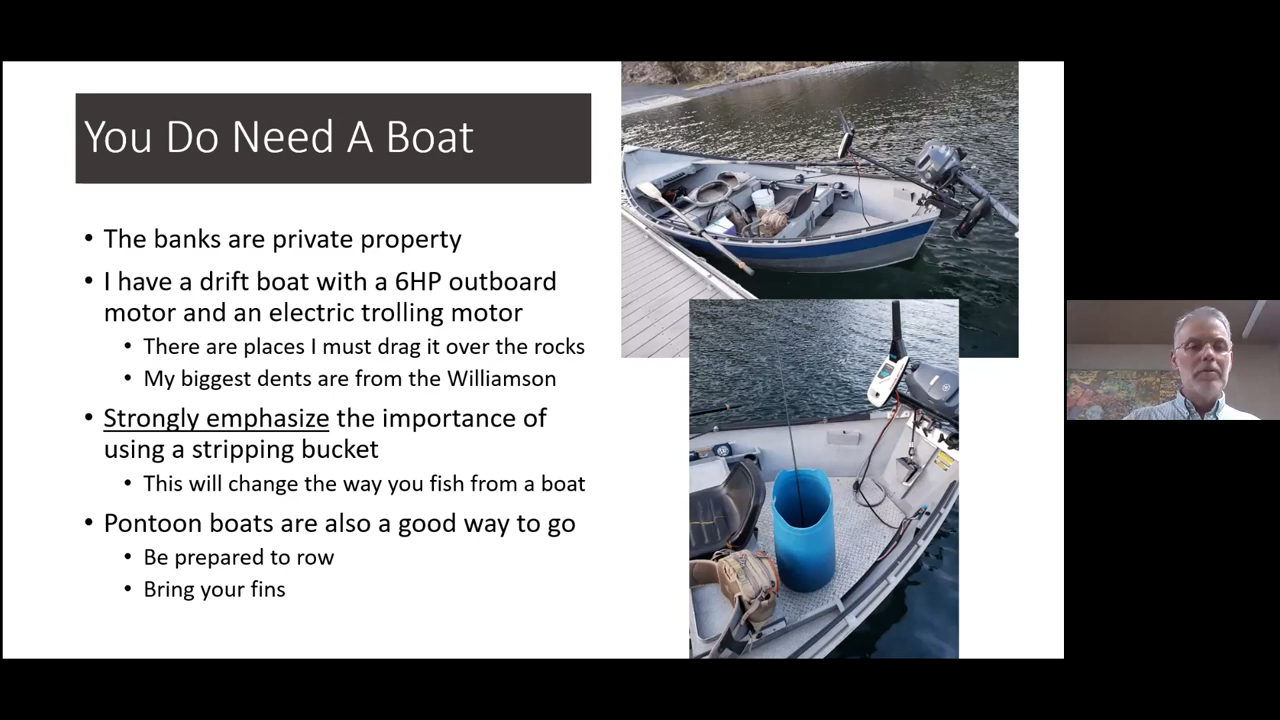 You Do Need A Boat
• The banks are private property
• I have a drift boat with a 6HP outboard
motor and an electric trolling motor
• There are places I must drag it over the rocks
• My biggest dents are from the Williamson
• Strongly emphasize the importance of
using a stripping bucket
• This will change the way you fish from a boat
• Pontoon boats are also a good way to go
• Be prepared to row
• Bring your fins